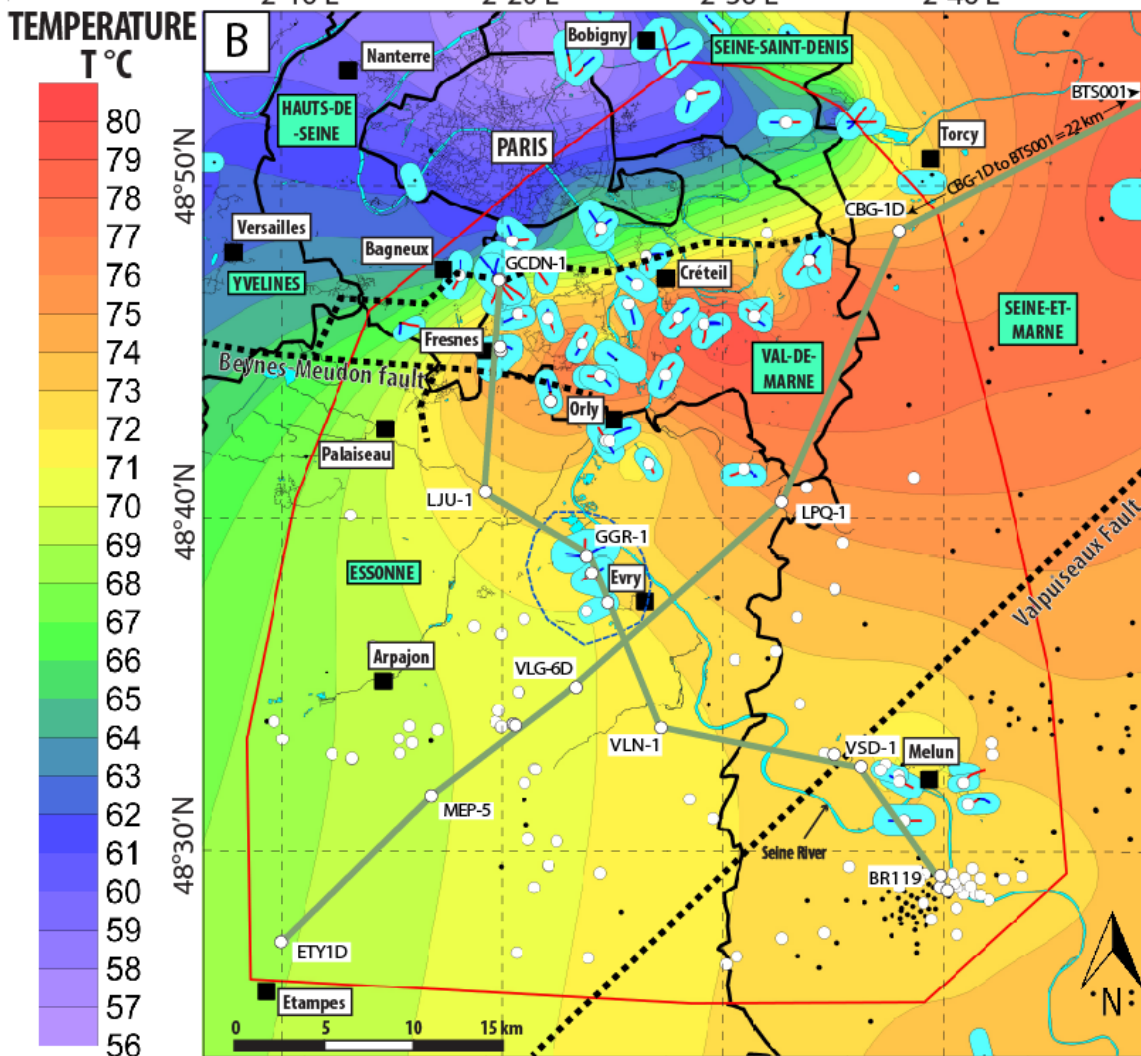 TEMPERATURE
T °C
80
79
78
77
76
75
74
73
72
71
70
69
68
67
66
65
64
63
62
61
60
59
58
57
56
B
Nanterre
Bobigny
SEINE-SAINT-DENIS
HAUTS-DE
-SEINE
PARIS
BTS001
Torcy
CBG-1D to BTS001 = 22 km
CBG-1D
48°50'N
Versailles
Bagneux
YVELINES
GCDN-1
Créteil
SEINE-ET-
MARNE
Fresnes
Beynes-Meudon fault
VAL-DE-
MARNE
Orly
Palaiseau
LJU-1
LPQ-1
48°40'N
GGR-1
Evry
ESSONNE
Valpuiseaux Fault
Arpajon
VLG-6D
VLN-1
VSD-1
Melun
MEP-5
Seine River
48°30'N
BR119
ETY1D
Etampes
N
0 5 10 15 km